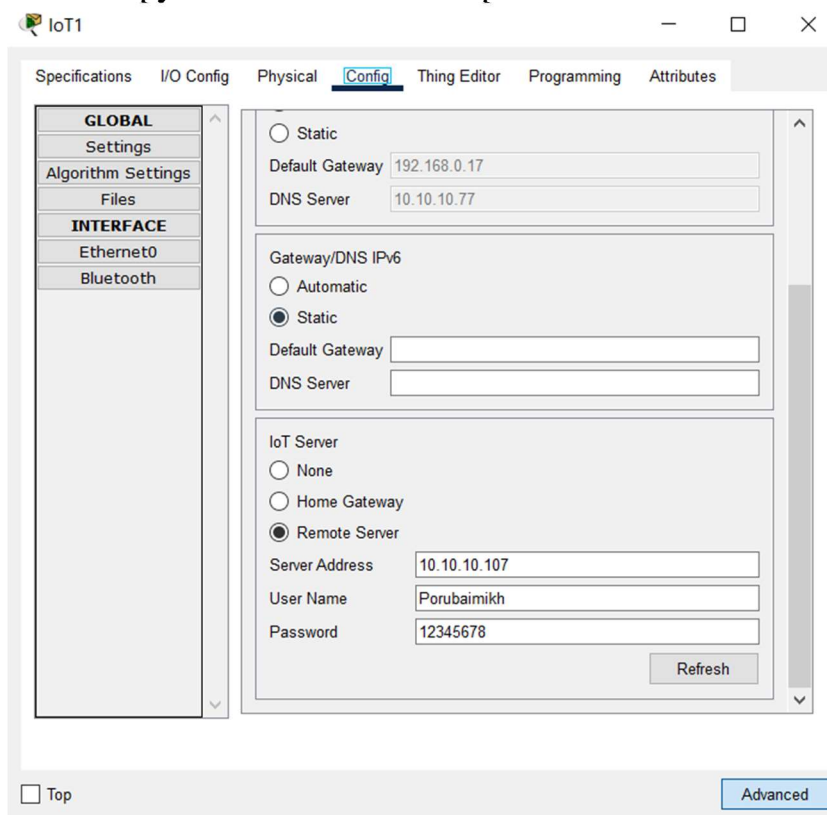 IoT1
Specifications I/O Config Physical Config Thing Editor Programming Attributes
GLOBAL
Settings
Algorithm Settings
Files
INTERFACE
Ethernet0
Bluetooth
Static
Default Gateway 192.168.0.17
DNS Server 10.10.10.77
Gateway/DNS IPv6
Automatic
Static
Default Gateway
DNS Server
IoT Server
None
Home Gateway
Remote Server
Server Address 10.10.10.107
User Name Porubaimikh
Password 12345678
Refresh
Top
Advanced